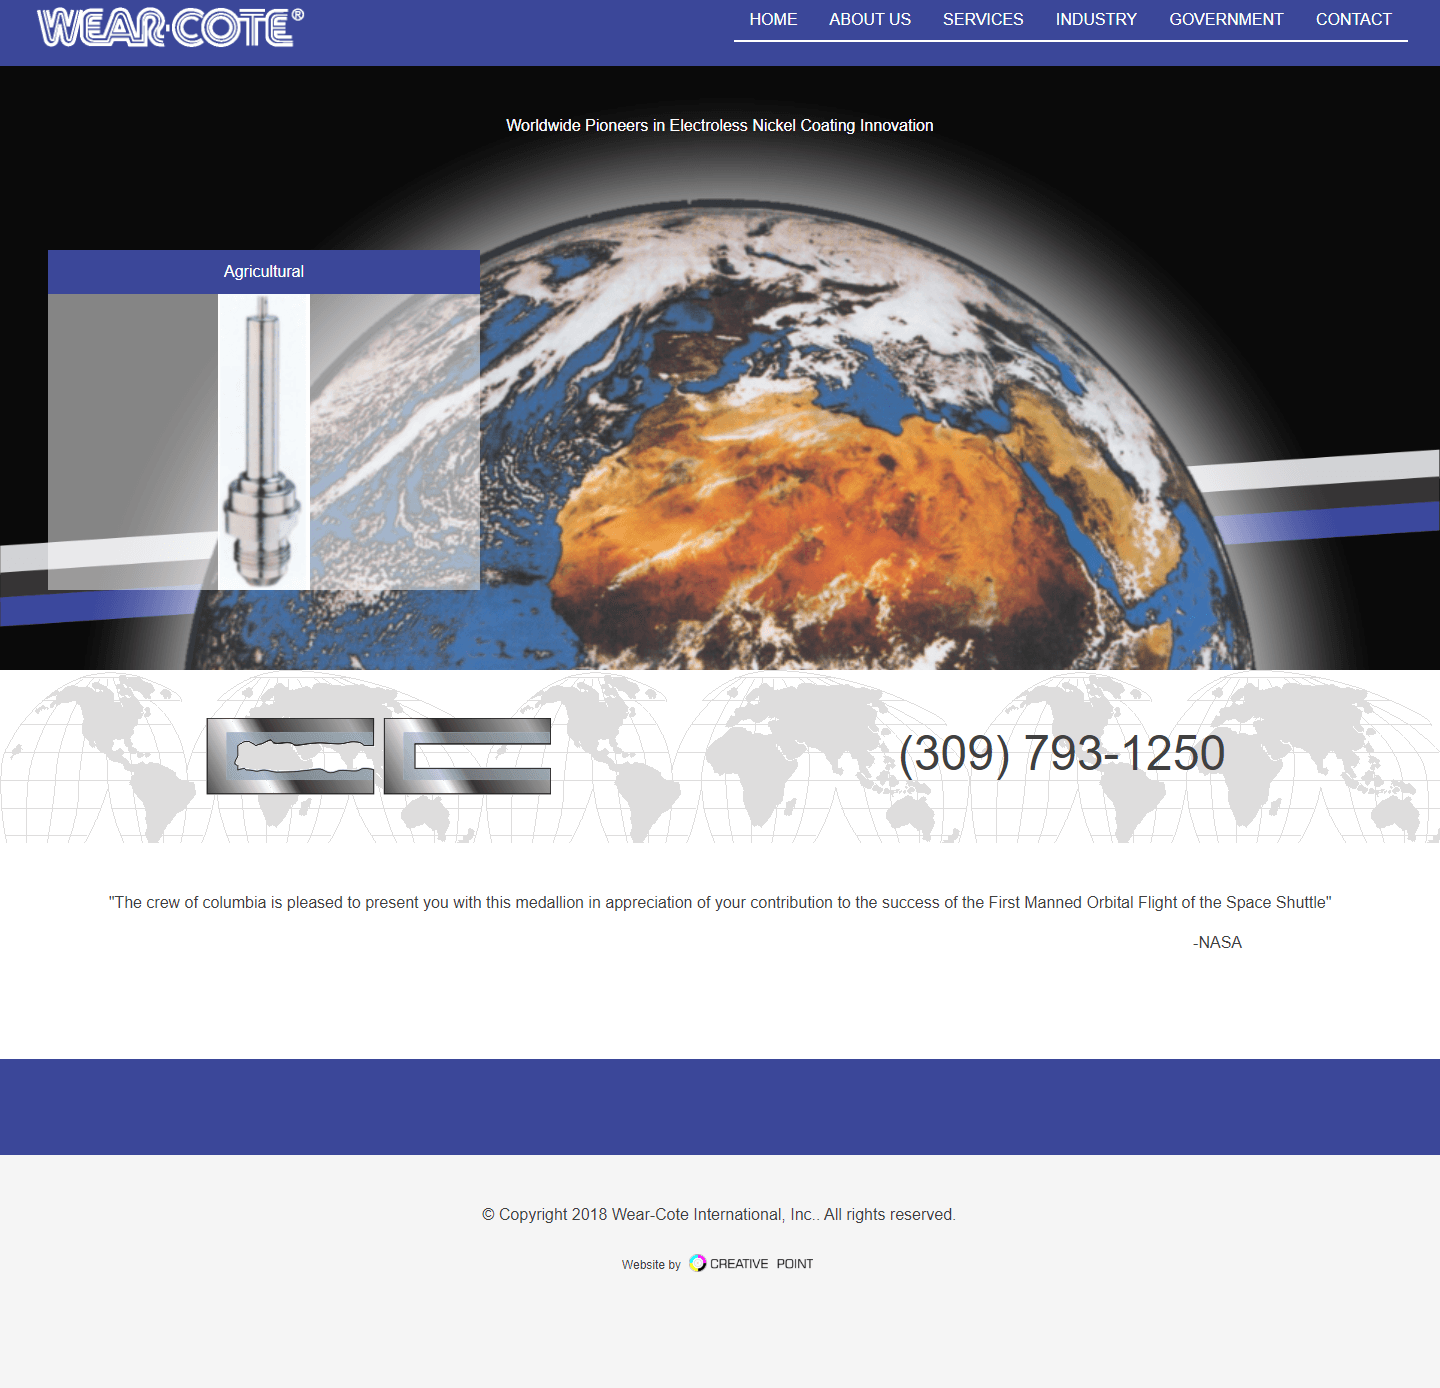 WEAR·COTE®
HOME ABOUT US SERVICES INDUSTRY GOVERNMENT CONTACT
Worldwide Pioneers in Electroless Nickel Coating Innovation
Agricultural
(309) 793-1250
"The crew of columbia is pleased to present you with this medallion in appreciation of your contribution to the success of the First Manned Orbital Flight of the Space Shuttle"
-NASA
© Copyright 2018 Wear-Cote International, Inc.. All rights reserved.
Website by CREATIVE POINT